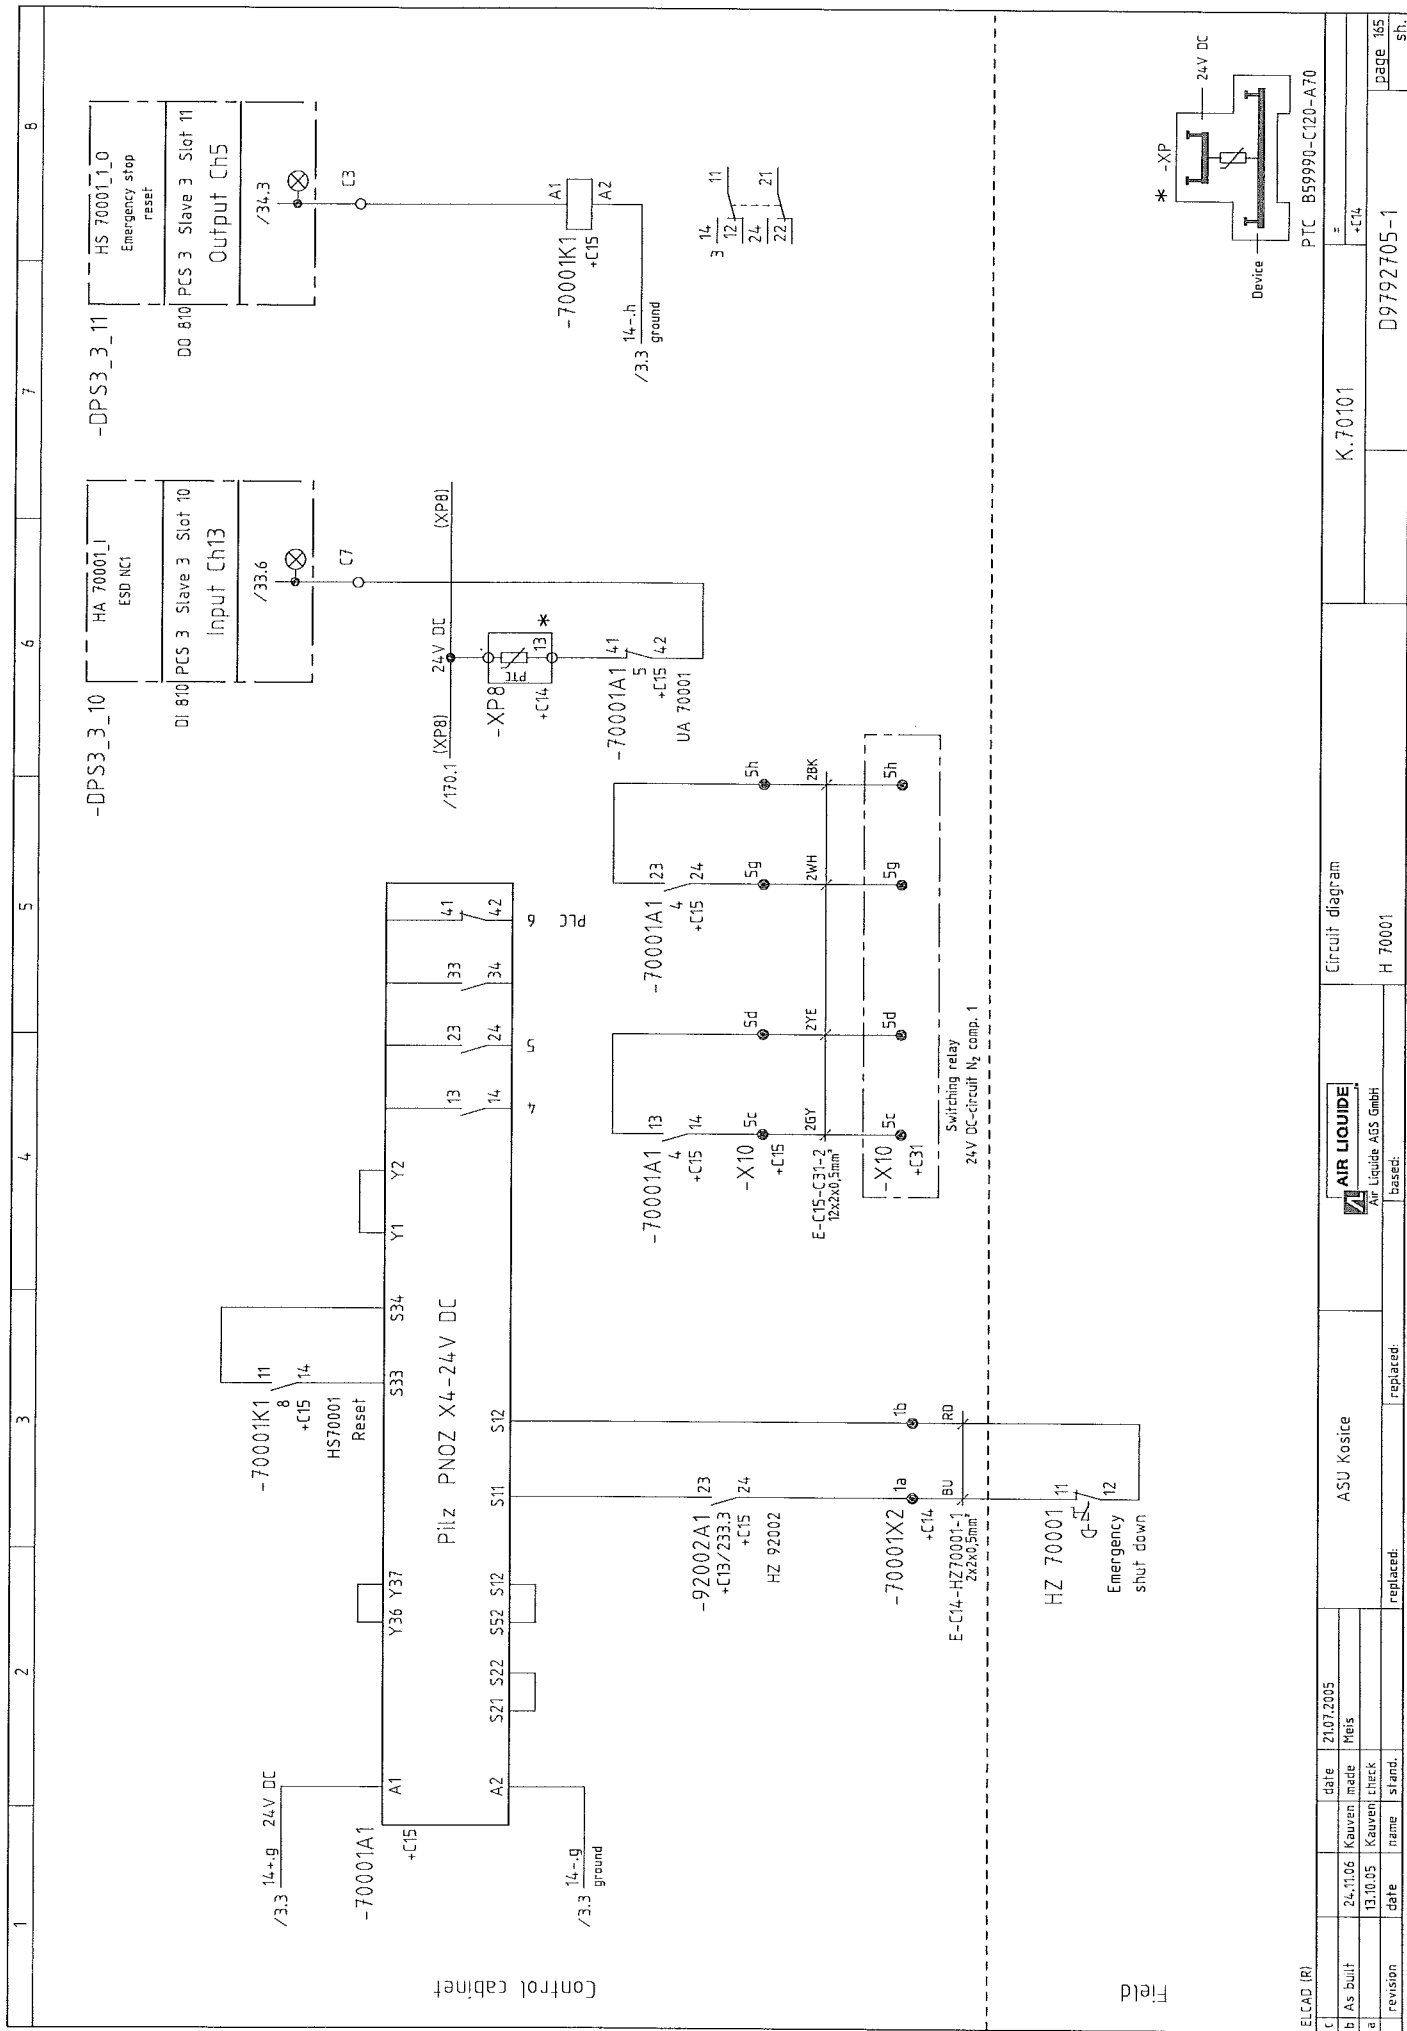 1 2 3 4 5 6 7 8
-DPS3_3_10
HA 70001_I
ESD NC1
DI 810 PCS 3 Slave 3 Slot 10
Input Ch13
/33.6
C7
-DPS3_3_11
HS 70001_1_O
Emergency stop
reset
DO 810 PCS 3 Slave 3 Slot 11
Output Ch5
/34.3
C3
/3.3 14+.g 24V DC
-70001A1
+C15
A1
Y36 Y37
-70001K1
8
+C15
11
14
HS70001
Reset
S33
S34
Y1 Y2
13 23 33 41
14 24 34 42
4 5 6
PLC
Pilz PNOZ X4-24V DC
A2
S21 S22
S52 S12
S11
S12
/3.3 14-.g
ground
/170.1 (XP8) 24V DC (XP8)
-XP8
PTC
13 *
+C14
-70001A1
5
+C15
41
42
UA 70001
-70001K1
+C15
A1
A2
/3.3 14-.h
ground
3 14 11
12
24 21
22
-92002A1
+C13/233.3
+C15
23
24
HZ 92002
-70001X2
+C14
1a 1b
E-C14-HZ70001-1
2x2x0,5mm²
BU RD
HZ 70001
11
12
Emergency
shut down
-70001A1
4
+C15
13
14
-70001A1
4
+C15
23
24
-X10
+C15
5c 5d 5g 5h
E-C15-C31-2
12x2x0,5mm²
2GY 2YE 2WH 2BK
-X10
+C31
5c 5d 5g 5h
Switching relay
24V DC-circuit N₂ comp. 1
Control cabinet
Field
* -XP
24V DC
Device
PTC B59990-C120-A70
ELCAD (R)
c
b As built 24.11.06 Kauven
a 13.10.05 Kauven
revision date name
date 21.07.2005
made Meis
check
stand.
ASU Kosice
replaced: replaced:
AIR LIQUIDE
Air Liquide AGS GmbH
based:
Circuit diagram
H 70001
K.70101
=
+C14
D9792705-1
page 165
sh.